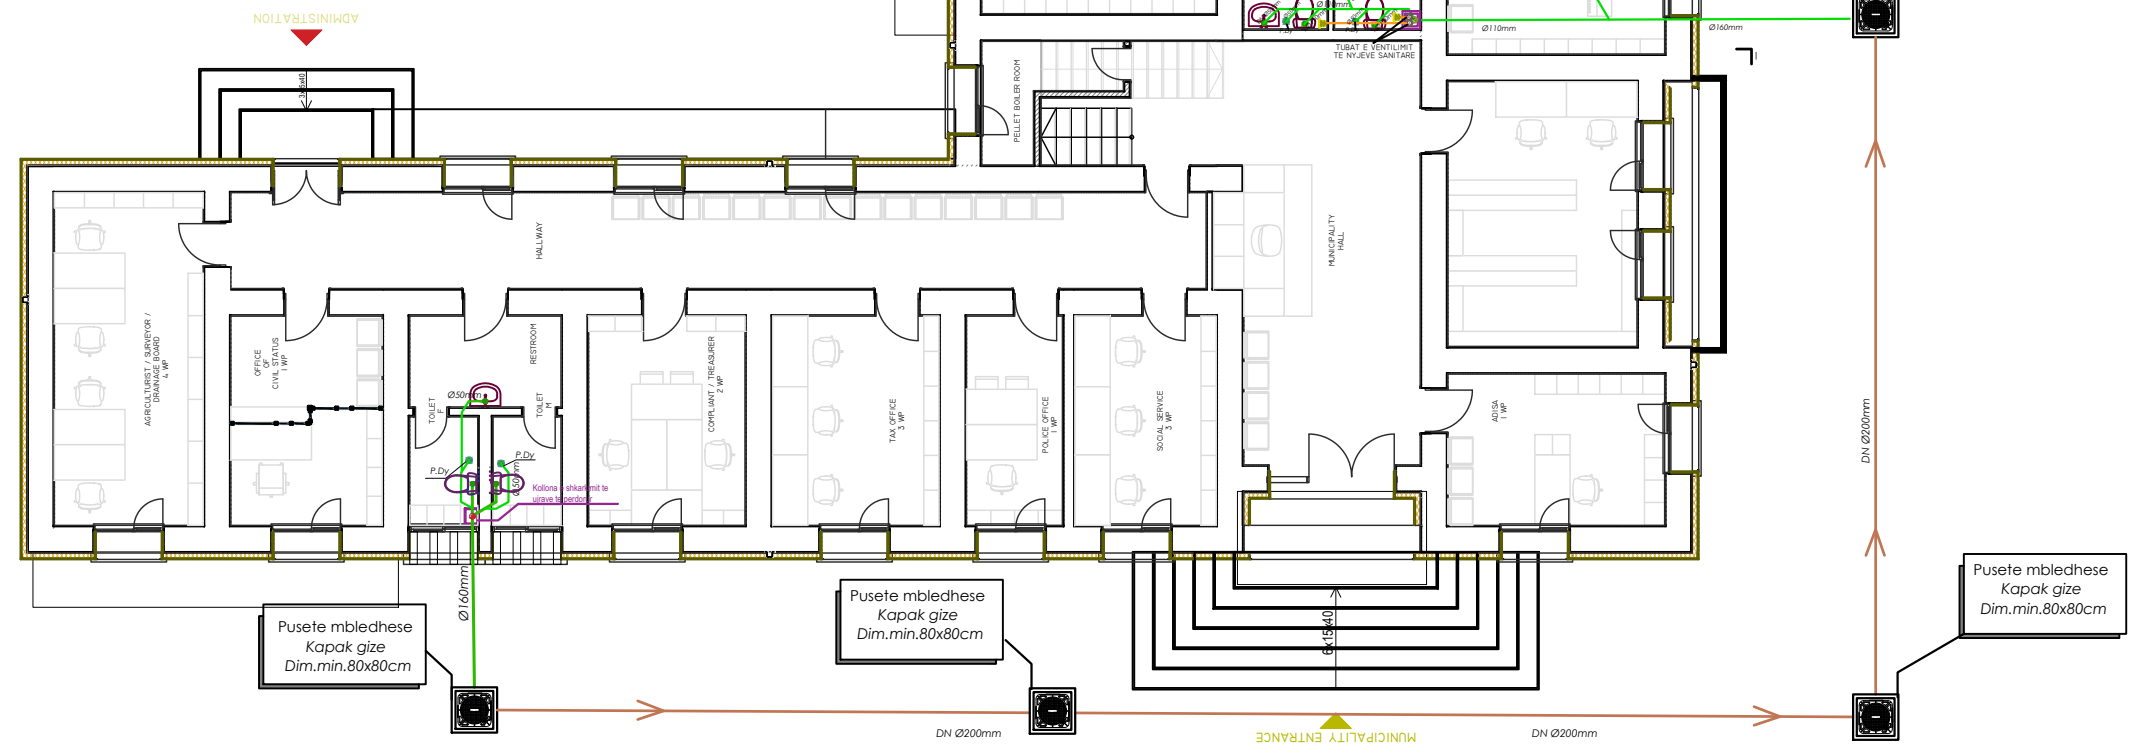 ADMINISTRATION
3x15x40
P.Dy
P.Dy
TUBAT E VENTILIMIT
TE NYJEVE SANITARE
Ø110mm
Ø160mm
PELLET BOILER ROOM
HALLWAY
MUNICIPALITY
HALL
AGRICULTURIST / SURVEYOR /
DRAINAGE BOARD
4 WP
OFFICE
OF
CIVIL STATUS
1 WP
RESTROOM
TOILET
F
TOILET
M
Ø50mm
P.Dy
P.Dy
Kollona e shkarkimit te
ujrave te perdorur
COMPLIANT / TREASURER
2 WP
TAX OFFICE
3 WP
POLICE OFFICE
1 WP
SOCIAL SERVICE
3 WP
ADISA
1 WP
DN Ø200mm
Ø160mm
6x15x40
Pusete mbledhese
Kapak gize
Dim.min.80x80cm
Pusete mbledhese
Kapak gize
Dim.min.80x80cm
Pusete mbledhese
Kapak gize
Dim.min.80x80cm
DN Ø200mm
MUNICIPALITY ENTRANCE
DN Ø200mm